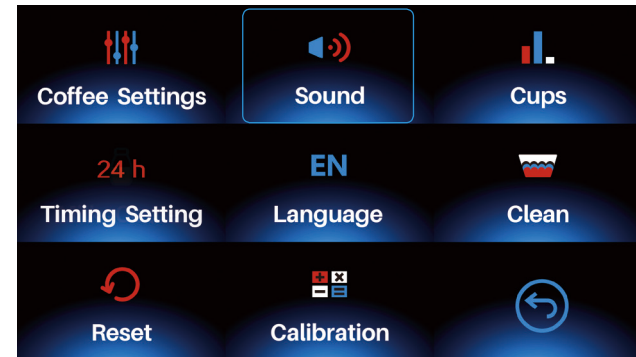 Coffee Settings
Sound
Cups
24 h
Timing Setting
EN
Language
Clean
Reset
Calibration